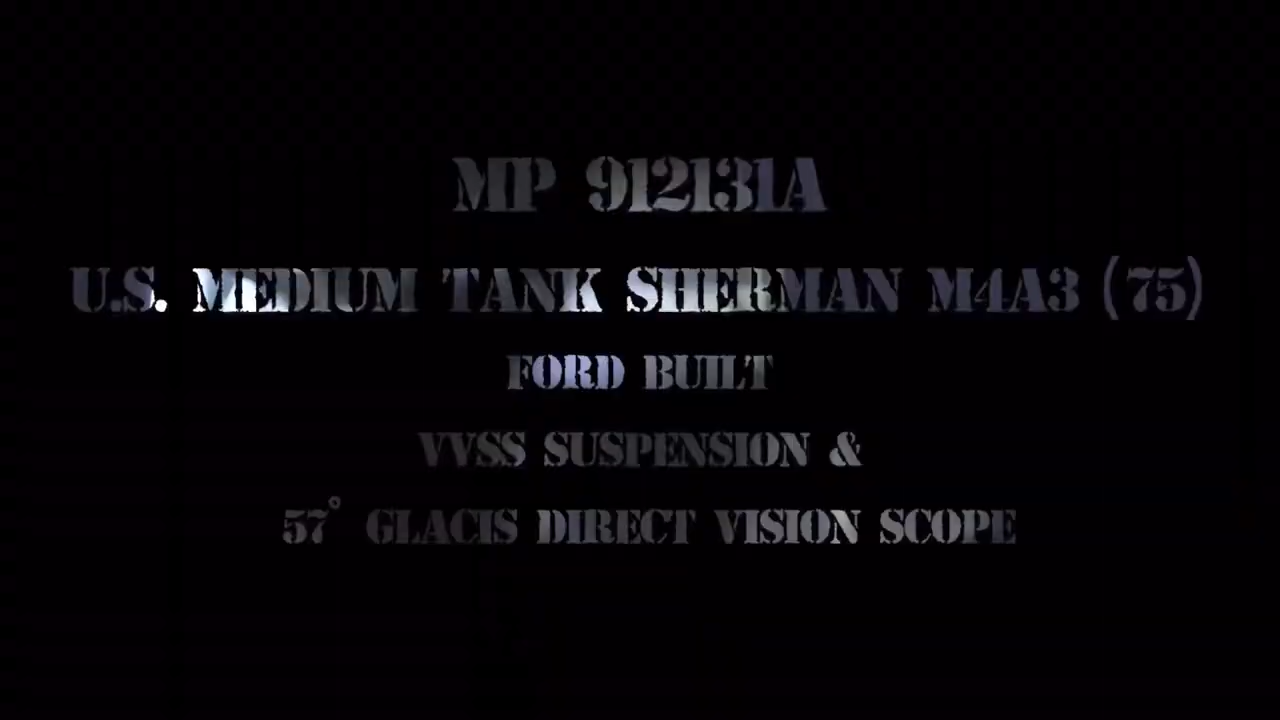 MP 912131A
U.S. MEDIUM TANK SHERMAN M4A3 (75)
FORD BUILT
VVSS SUSPENSION &
57° GLACIS DIRECT VISION SCOPE